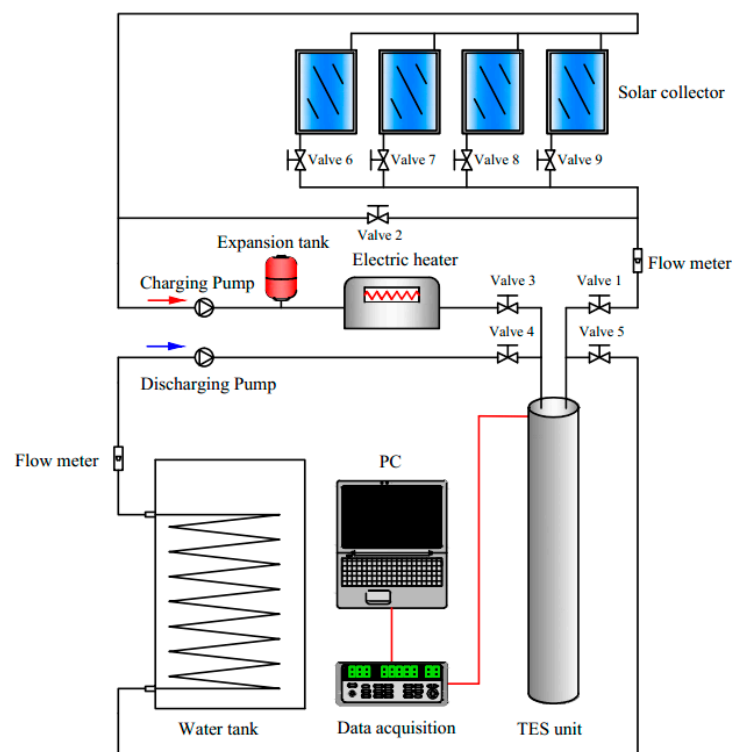 Solar collector
Valve 6
Valve 7
Valve 8
Valve 9
Valve 2
Expansion tank
Electric heater
Flow meter
Charging Pump
Valve 3
Valve 1
Valve 4
Valve 5
Discharging Pump
Flow meter
PC
Water tank
Data acquisition
TES unit